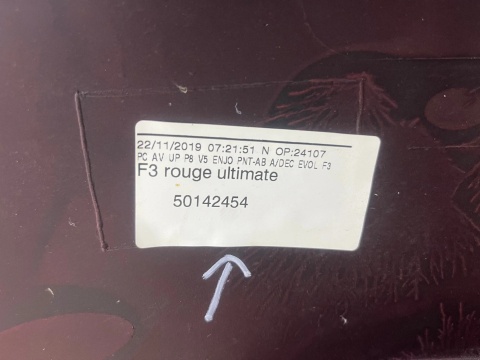 22/11/2019 07:21:51 N OP:24107
PC AV UP P8 V5 ENJO PNT-AB A/DEC EVOL F3
F3 rouge ultimate
50142454